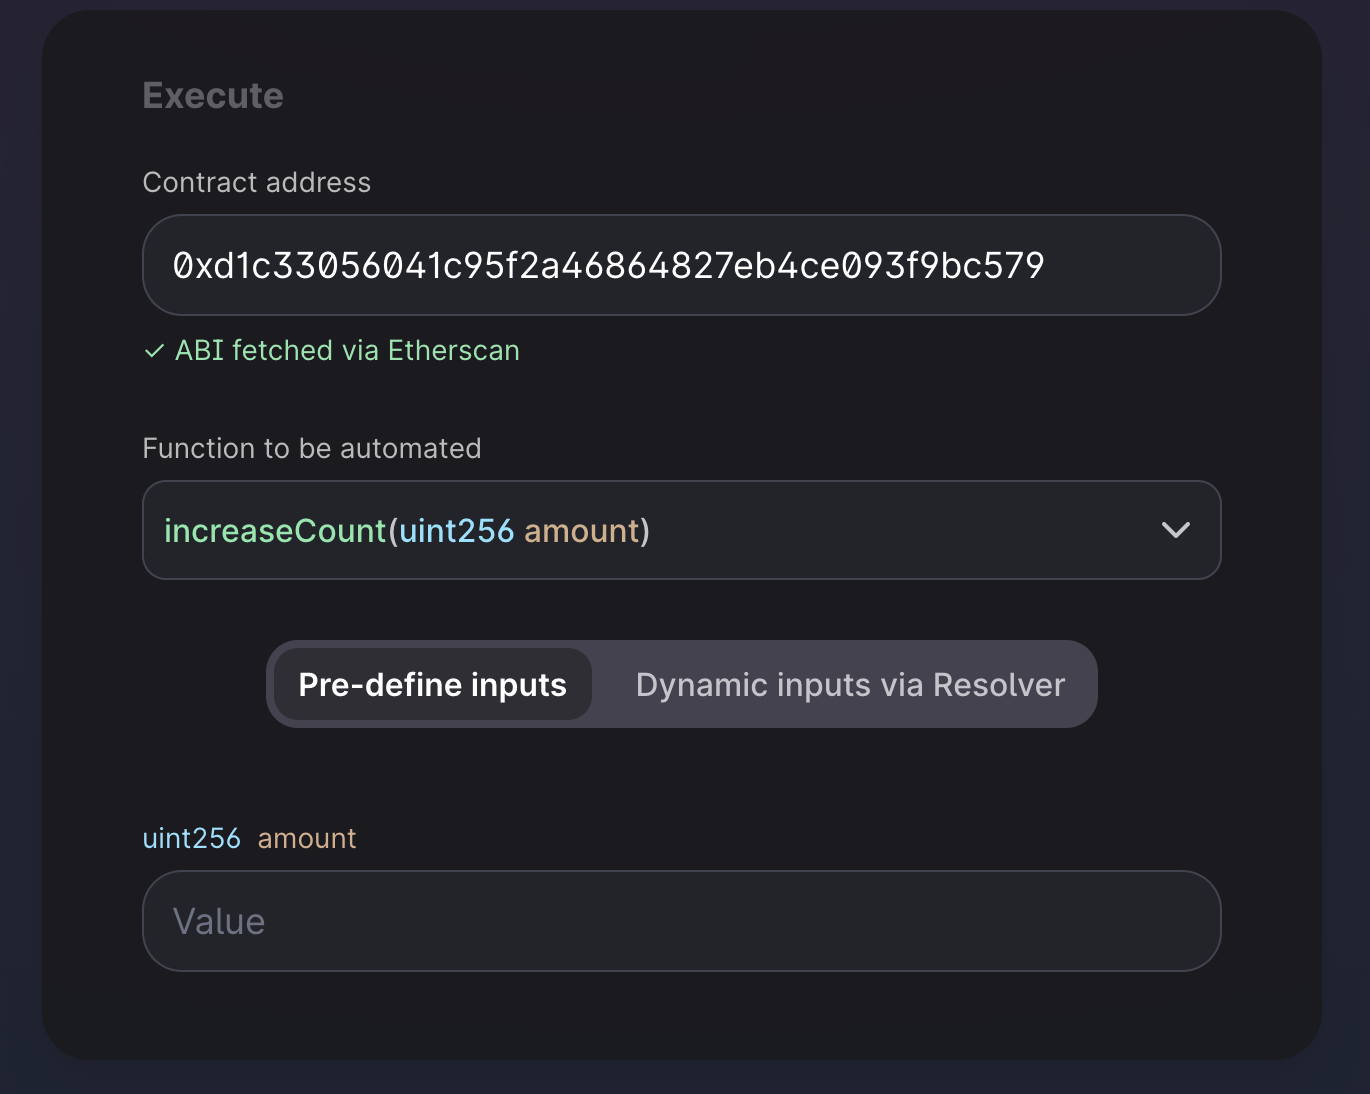 Execute
Contract address
0xd1c33056041c95f2a46864827eb4ce093f9bc579
✓ ABI fetched via Etherscan
Function to be automated
increaseCount(uint256 amount)
Pre-define inputs Dynamic inputs via Resolver
uint256 amount
Value